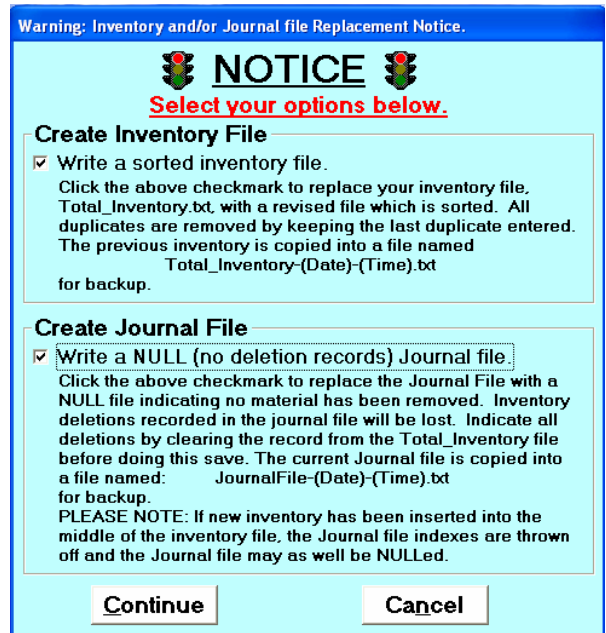 Warning: Inventory and/or Journal file Replacement Notice.
NOTICE
Select your options below.
Create Inventory File
Write a sorted inventory file.
Click the above checkmark to replace your inventory file,
Total_Inventory.txt, with a revised file which is sorted. All
duplicates are removed by keeping the last duplicate entered.
The previous inventory is copied into a file named
Total_Inventory-(Date)-(Time).txt
for backup.
Create Journal File
Write a NULL (no deletion records) Journal file.
Click the above checkmark to replace the Journal File with a
NULL file indicating no material has been removed. Inventory
deletions recorded in the journal file will be lost. Indicate all
deletions by clearing the record from the Total_Inventory file
before doing this save. The current Journal file is copied into
a file named: JournalFile-(Date)-(Time).txt
for backup.
PLEASE NOTE: If new inventory has been inserted into the
middle of the inventory file, the Journal file indexes are thrown
off and the Journal file may as well be NULLed.
Continue Cancel